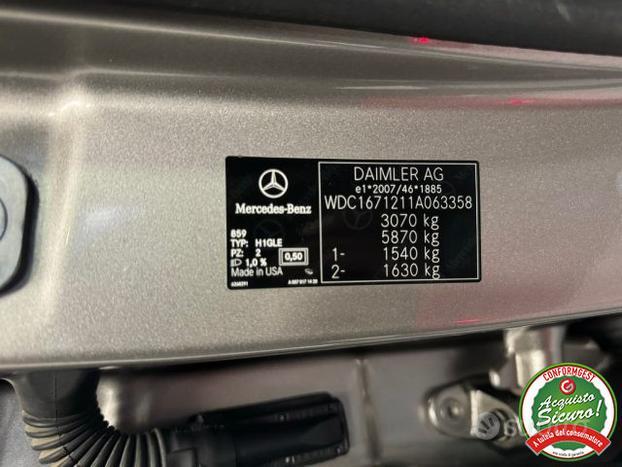 Mercedes-Benz
859
TYP: H1GLE
PZ: 2
1,0 % 0,50
Made in USA
DAIMLER AG
e1*2007/46*1885
WDC1671211A063358
3070 kg
5870 kg
1- 1540 kg
2- 1630 kg
CONFORMGEST
Acquisto
Sicuro!
A tutela del consumatore